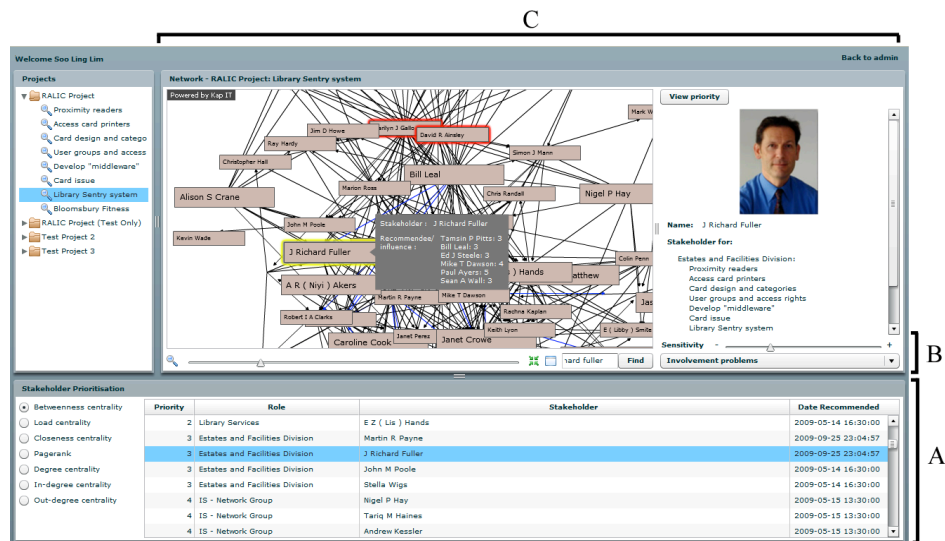 C
Welcome Soo Ling Lim
Back to admin
Projects
RALIC Project
Proximity readers
Access card printers
Card design and catego
User groups and access
Develop "middleware"
Card issue
Library Sentry system
Bloomsbury Fitness
RALIC Project (Test Only)
Test Project 2
Test Project 3
Network - RALIC Project: Library Sentry system
Powered by Kap IT
Mark W
Jim D Howe
arilyn J Gallo
David R Ainsley
Ray Hardy
Simon J Mann
Christopher Hall
Bill Leal
Marion Ross
Chris Randall
Nigel P Hay
Alison S Crane
John M Poole
Kevin Wade
J Richard Fuller
Stakeholder : J Richard Fuller
Recommendee/ influence :
Tamsin P Pitts: 3
Bill Leal: 3
Ed J Steele: 3
Mike T Dawson: 4
Paul Ayers: 5
Sean A Wall: 3
Colin Penn
) Hands
atthew
A R ( Niyi ) Akers
Martin R Payne
Mike T Dawson
Jas
Rachna Kaplan
Robert I A Clarks
Keith Lyon
E ( Libby ) Smite
Caroline Cook
Janet Perez
Janet Crowe
hard fuller
Find
View priority
Name: J Richard Fuller
Stakeholder for:
Estates and Facilities Division:
Proximity readers
Access card printers
Card design and categories
User groups and access rights
Develop "middleware"
Card issue
Library Sentry system
Sensitivity - +
Involvement problems
B
Stakeholder Prioritisation
Betweenness centrality
Load centrality
Closeness centrality
Pagerank
Degree centrality
In-degree centrality
Out-degree centrality
Priority Role Stakeholder Date Recommended
2 Library Services E Z ( Lis ) Hands 2009-05-14 16:30:00
3 Estates and Facilities Division Martin R Payne 2009-09-25 23:04:57
3 Estates and Facilities Division J Richard Fuller 2009-09-25 23:04:57
3 Estates and Facilities Division John M Poole 2009-05-14 16:30:00
3 Estates and Facilities Division Stella Wigs 2009-05-14 16:30:00
4 IS - Network Group Nigel P Hay 2009-05-15 13:30:00
4 IS - Network Group Tariq M Haines 2009-05-15 13:30:00
4 IS - Network Group Andrew Kessler 2009-05-15 13:30:00
A